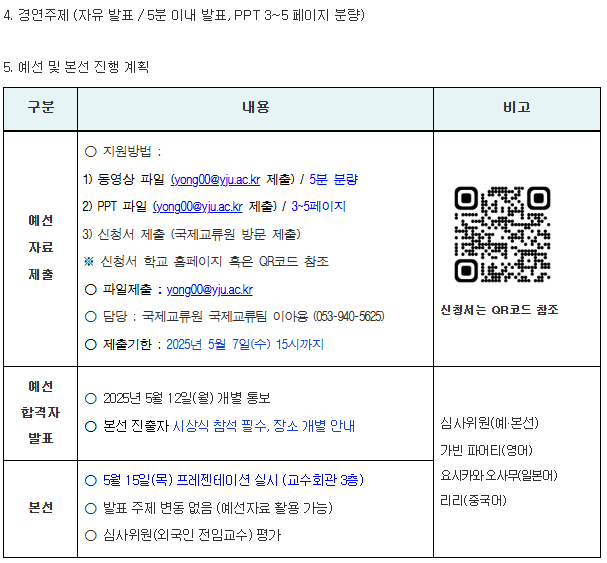 4. 경연주제 (자유 발표 / 5분 이내 발표, PPT 3~5 페이지 분량)
5. 예선 및 본선 진행 계획
구분 내용 비고
예선
자료
제출
○ 지원방법 :
1) 동영상 파일 (yong00@yju.ac.kr 제출) / 5분 분량
2) PPT 파일 (yong00@yju.ac.kr 제출) / 3~5페이지
3) 신청서 제출 (국제교류원 방문 제출)
※ 신청서 학교 홈페이지 혹은 QR코드 참조
○ 파일제출 : yong00@yju.ac.kr
○ 담당 : 국제교류원 국제교류팀 이아용 (053-940-5625)
○ 제출기한 : 2025년 5월 7일(수) 15시까지
신청서는 QR코드 참조
예선
합격자
발표
○ 2025년 5월 12일(월) 개별 통보
○ 본선 진출자 시상식 참석 필수, 장소 개별 안내
본선
○ 5월 15일(목) 프레젠테이션 실시 (교수회관 3층)
○ 발표 주제 변동 없음 (예선자료 활용 가능)
○ 심사위원(외국인 전임교수) 평가
심사위원(예·본선)
가빈 파머티(영어)
요시카와 오사무(일본어)
리리(중국어)